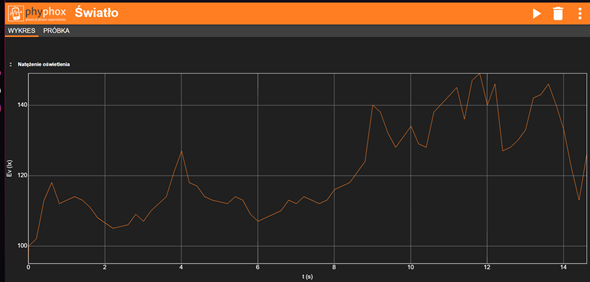 phyphox Światło
WYKRES PRÓBKA
Natężenie oświetlenia
140
120
100
Ev (lx)
0 2 4 6 8 10 12 14
t (s)